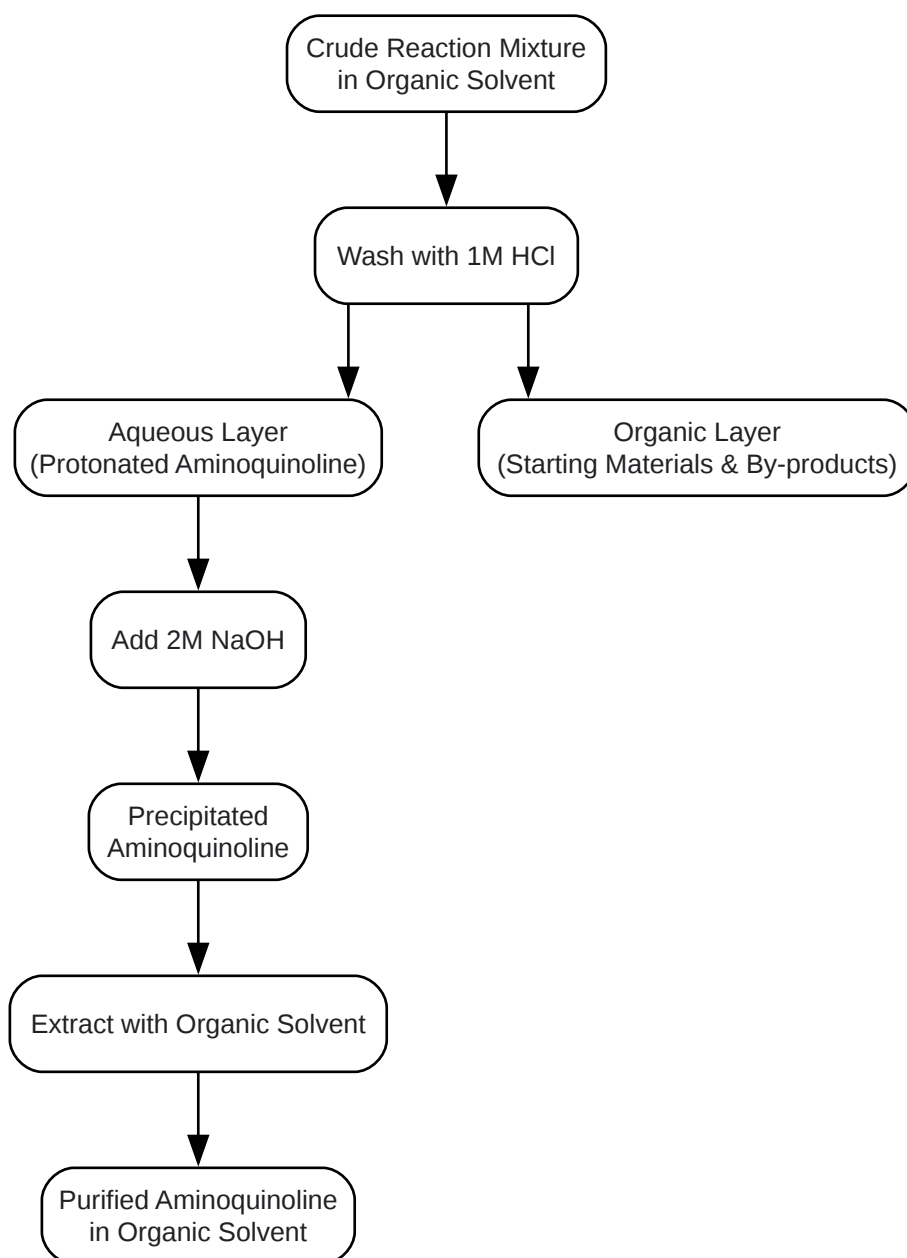 Crude Reaction Mixture
in Organic Solvent
Wash with 1M HCl
Aqueous Layer
(Protonated Aminoquinoline)
Organic Layer
(Starting Materials & By-products)
Add 2M NaOH
Precipitated
Aminoquinoline
Extract with Organic Solvent
Purified Aminoquinoline
in Organic Solvent